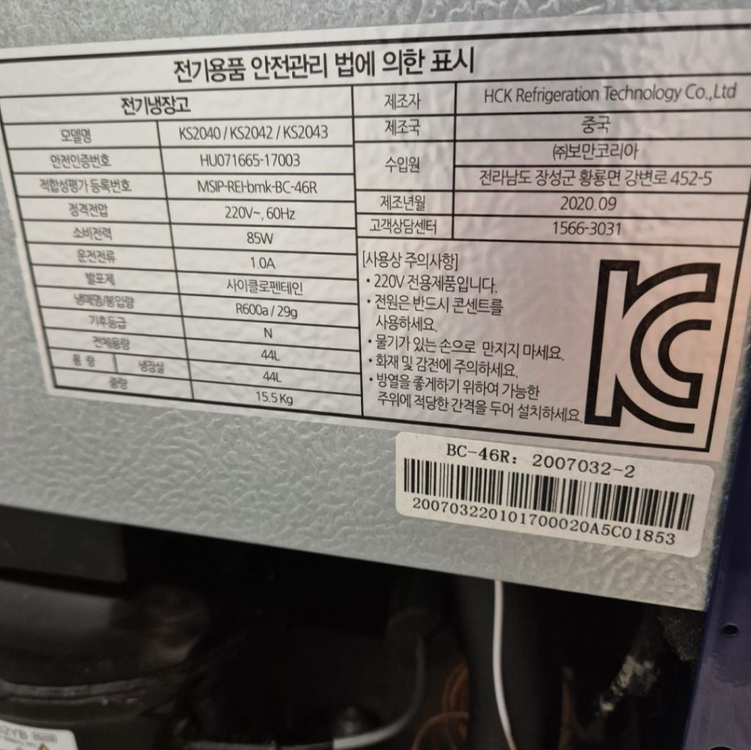 전기용품 안전관리 법에 의한 표시
전기냉장고
모델명 KS2040 / KS2042 / KS2043
안전인증번호 HU071665-17003
적합성평가 등록번호 MSIP-REI-bmk-BC-46R
정격전압 220V~, 60Hz
소비전력 85W
운전전류 1.0A
발포제 사이클로펜테인
냉매명/봉입량 R600a / 29g
기후등급 N
전체용량 44L
용 량 냉장실 44L
중량 15.5 Kg
제조자 HCK Refrigeration Technology Co.,Ltd
제조국 중국
수입원 ㈜보만코리아
전라남도 장성군 황룡면 강변로 452-5
제조년월 2020.09
고객상담센터 1566-3031
[사용상 주의사항]
• 220V 전용제품입니다.
• 전원은 반드시 콘센트를
사용하세요.
• 물기가 있는 손으로 만지지 마세요.
• 화재 및 감전에 주의하세요.
• 방열을 좋게하기 위하여 가능한
주위에 적당한 간격을 두어 설치하세요.
KC
BC-46R: 2007032-2
200703220101700020A5C01853